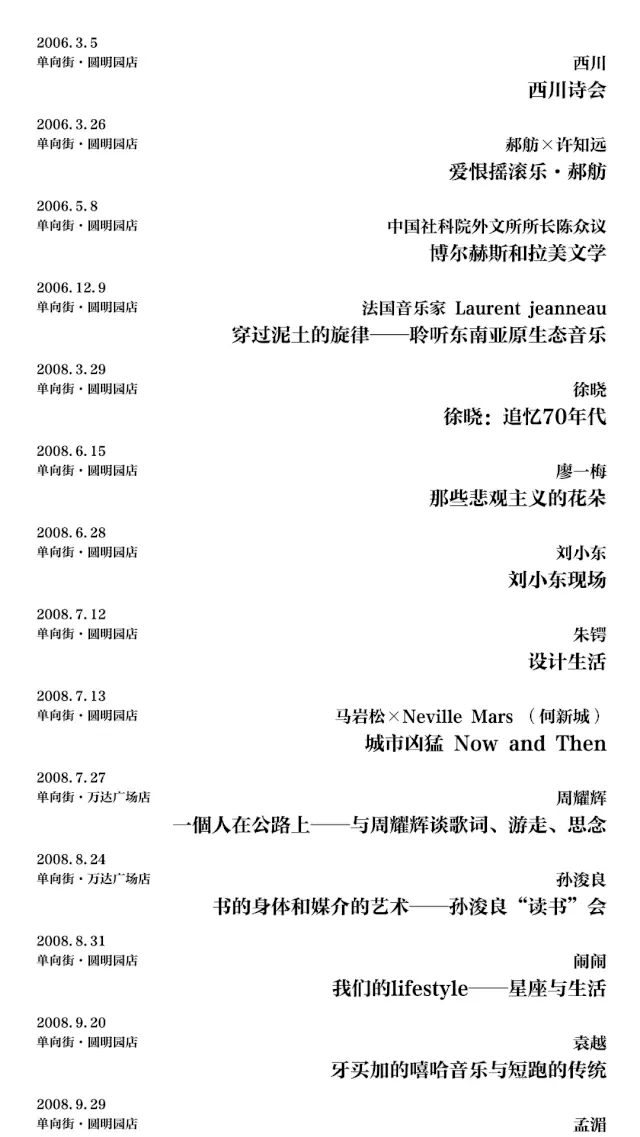 2006.3.5
单向街·圆明园店
西川
西川诗会
2006.3.26
单向街·圆明园店
郝舫×许知远
爱恨摇滚乐·郝舫
2006.5.8
单向街·圆明园店
中国社科院外文所所长陈众议
博尔赫斯和拉美文学
2006.12.9
单向街·圆明园店
法国音乐家 Laurent jeanneau
穿过泥土的旋律——聆听东南亚原生态音乐
2008.3.29
单向街·圆明园店
徐晓
徐晓：追忆70年代
2008.6.15
单向街·圆明园店
廖一梅
那些悲观主义的花朵
2008.6.28
单向街·圆明园店
刘小东
刘小东现场
2008.7.12
单向街·圆明园店
朱锷
设计生活
2008.7.13
单向街·圆明园店
马岩松×Neville Mars （何新城）
城市凶猛 Now and Then
2008.7.27
单向街·万达广场店
周耀辉
一個人在公路上——与周耀辉谈歌词、游走、思念
2008.8.24
单向街·万达广场店
孙浚良
书的身体和媒介的艺术——孙浚良“读书”会
2008.8.31
单向街·圆明园店
闹闹
我们的lifestyle——星座与生活
2008.9.20
单向街·圆明园店
袁越
牙买加的嘻哈音乐与短跑的传统
2008.9.29
单向街·圆明园店
孟湄